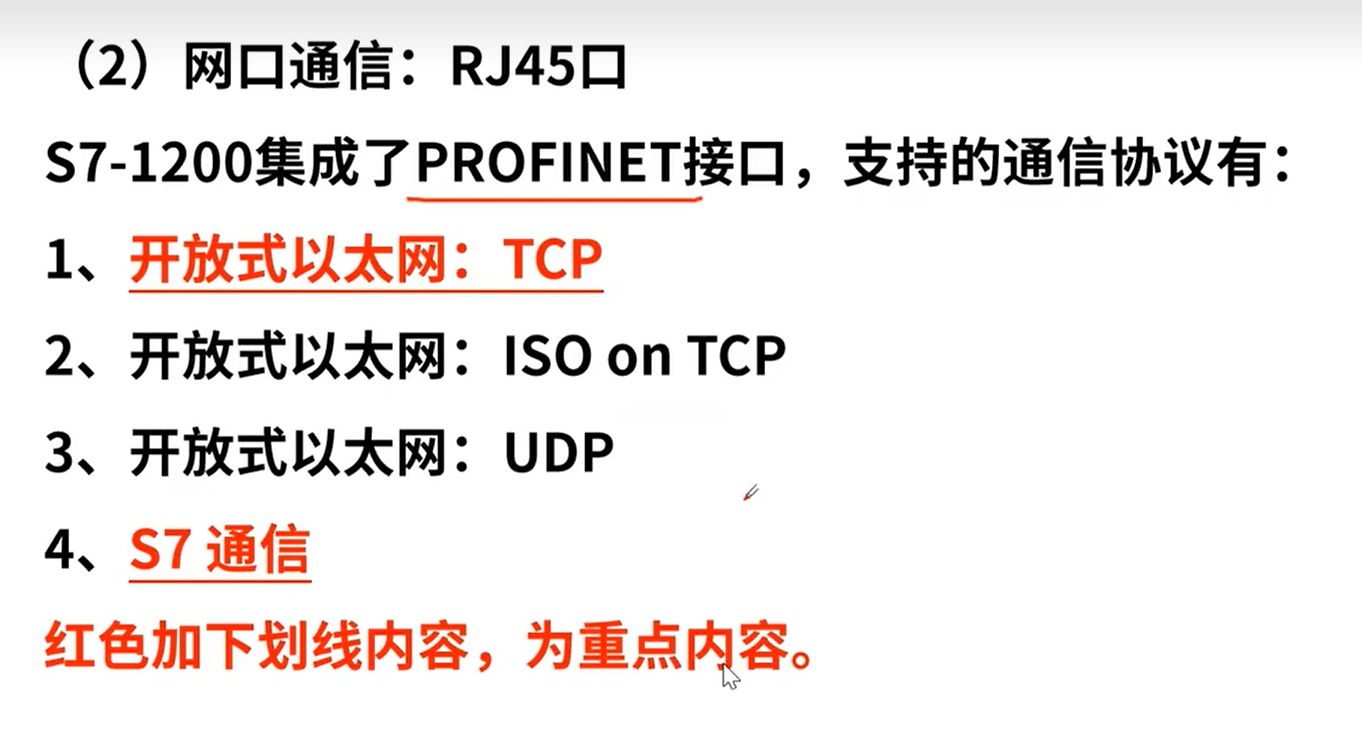 （2）网口通信：RJ45口
S7-1200集成了PROFINET接口，支持的通信协议有：
1、开放式以太网：TCP
2、开放式以太网：ISO on TCP
3、开放式以太网：UDP
4、S7 通信
红色加下划线内容，为重点内容。